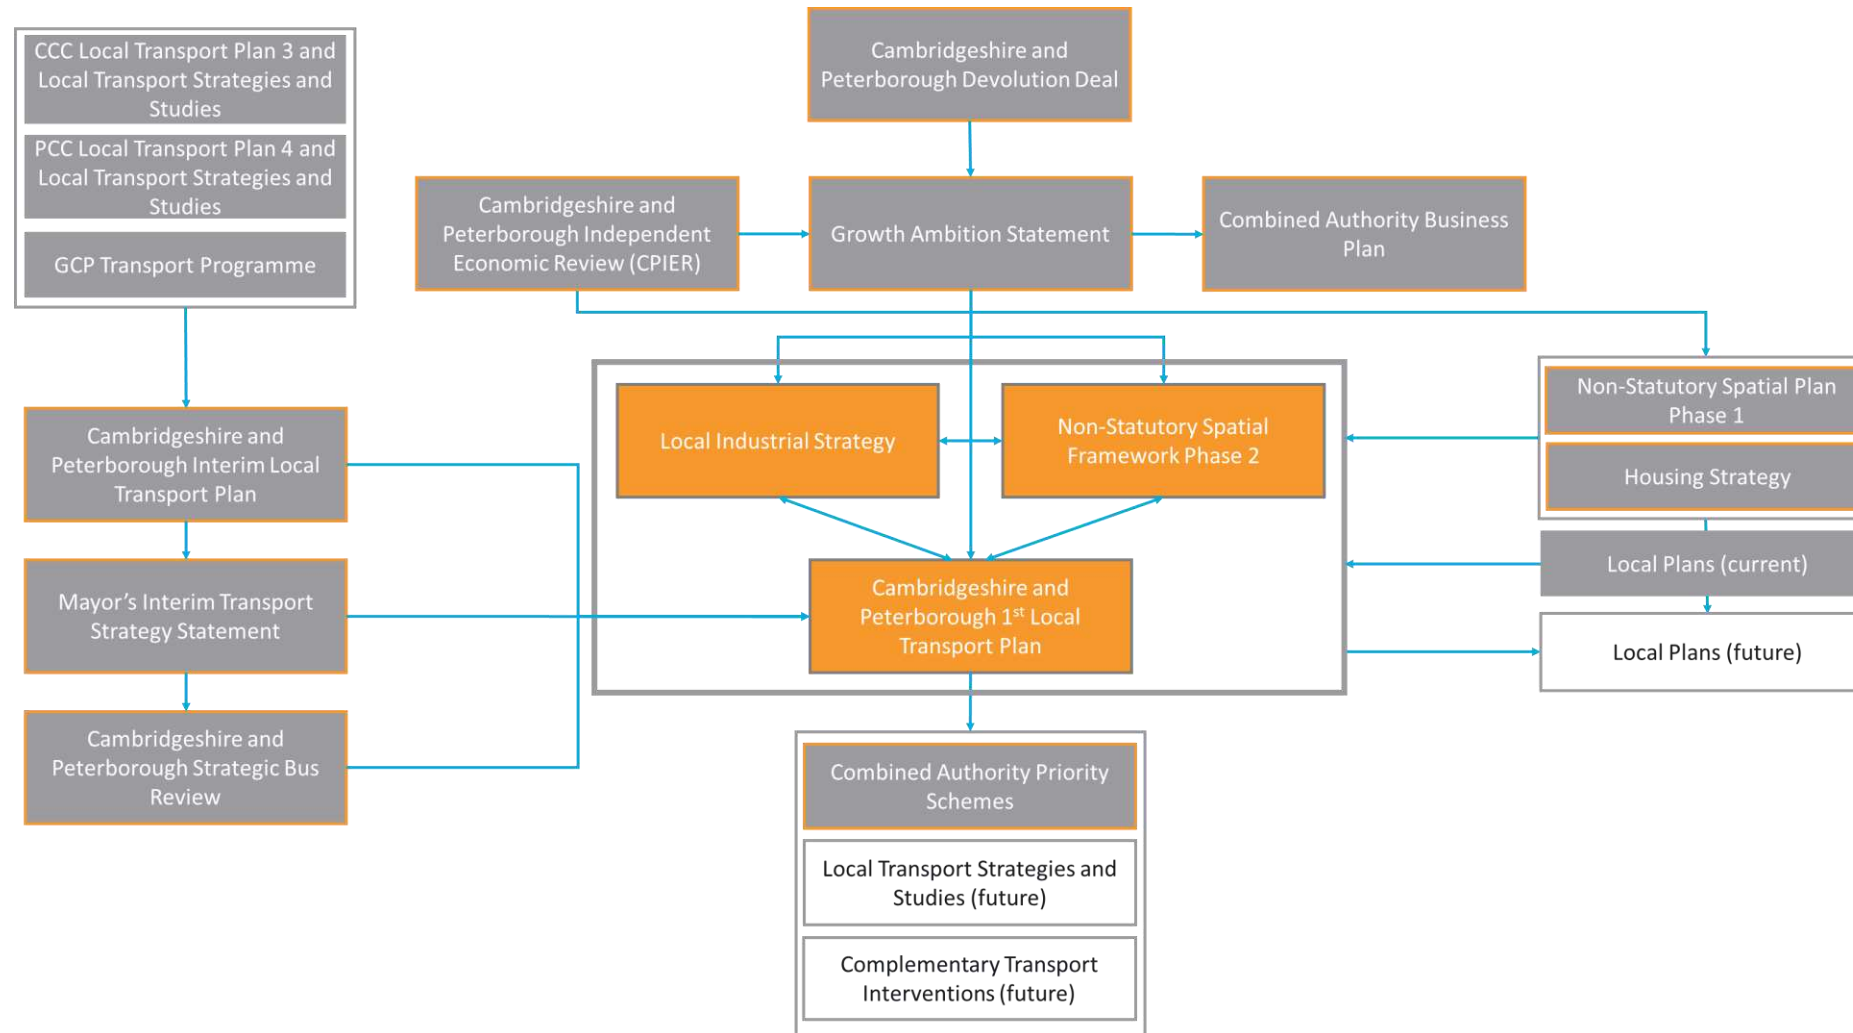 CCC Local Transport Plan 3 and
Local Transport Strategies and
Studies
PCC Local Transport Plan 4 and
Local Transport Strategies and
Studies
GCP Transport Programme
Cambridgeshire and
Peterborough Devolution Deal
Cambridgeshire and
Peterborough Independent
Economic Review (CPIER)
Growth Ambition Statement
Combined Authority Business
Plan
Local Industrial Strategy
Non-Statutory Spatial
Framework Phase 2
Non-Statutory Spatial Plan
Phase 1
Housing Strategy
Local Plans (current)
Local Plans (future)
Cambridgeshire and
Peterborough Interim Local
Transport Plan
Mayor’s Interim Transport
Strategy Statement
Cambridgeshire and
Peterborough Strategic Bus
Review
Cambridgeshire and
Peterborough 1st Local
Transport Plan
Combined Authority Priority
Schemes
Local Transport Strategies and
Studies (future)
Complementary Transport
Interventions (future)